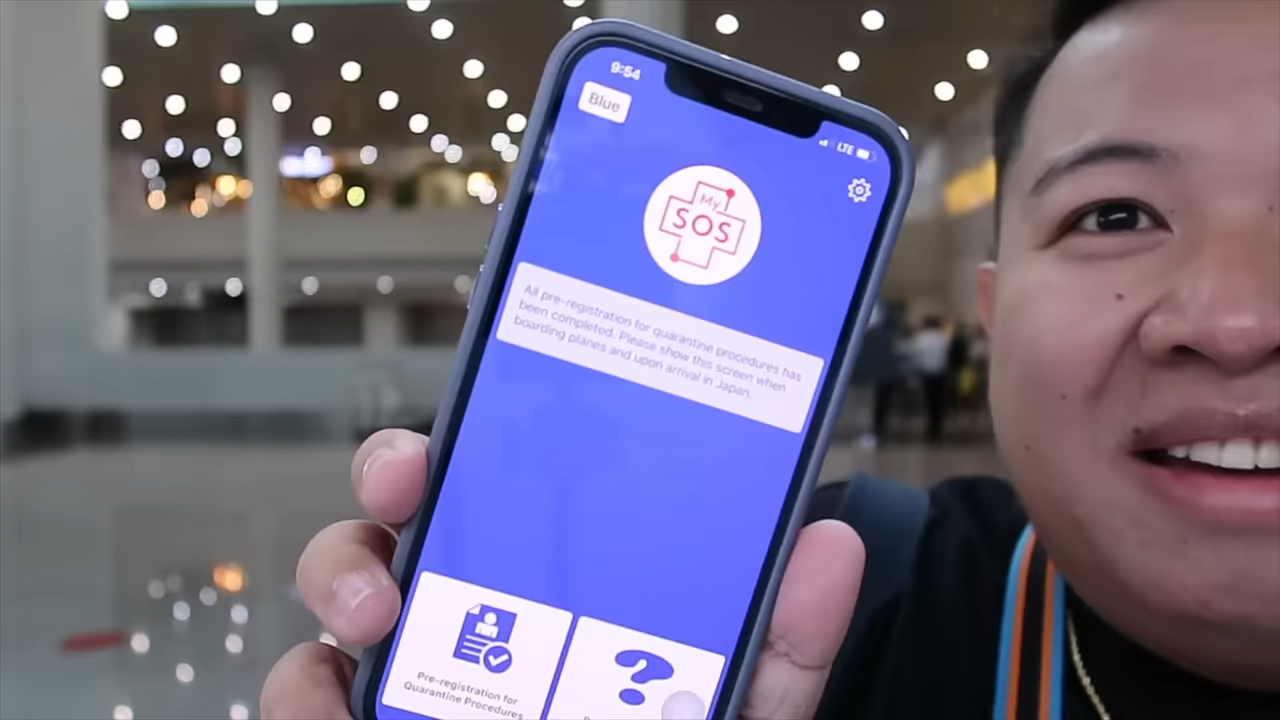 9:54
LTE
Blue
My
SOS
All pre-registration for quarantine procedures has
been completed. Please show this screen when
boarding planes and upon arrival in Japan.
Pre-registration for
Quarantine Procedures